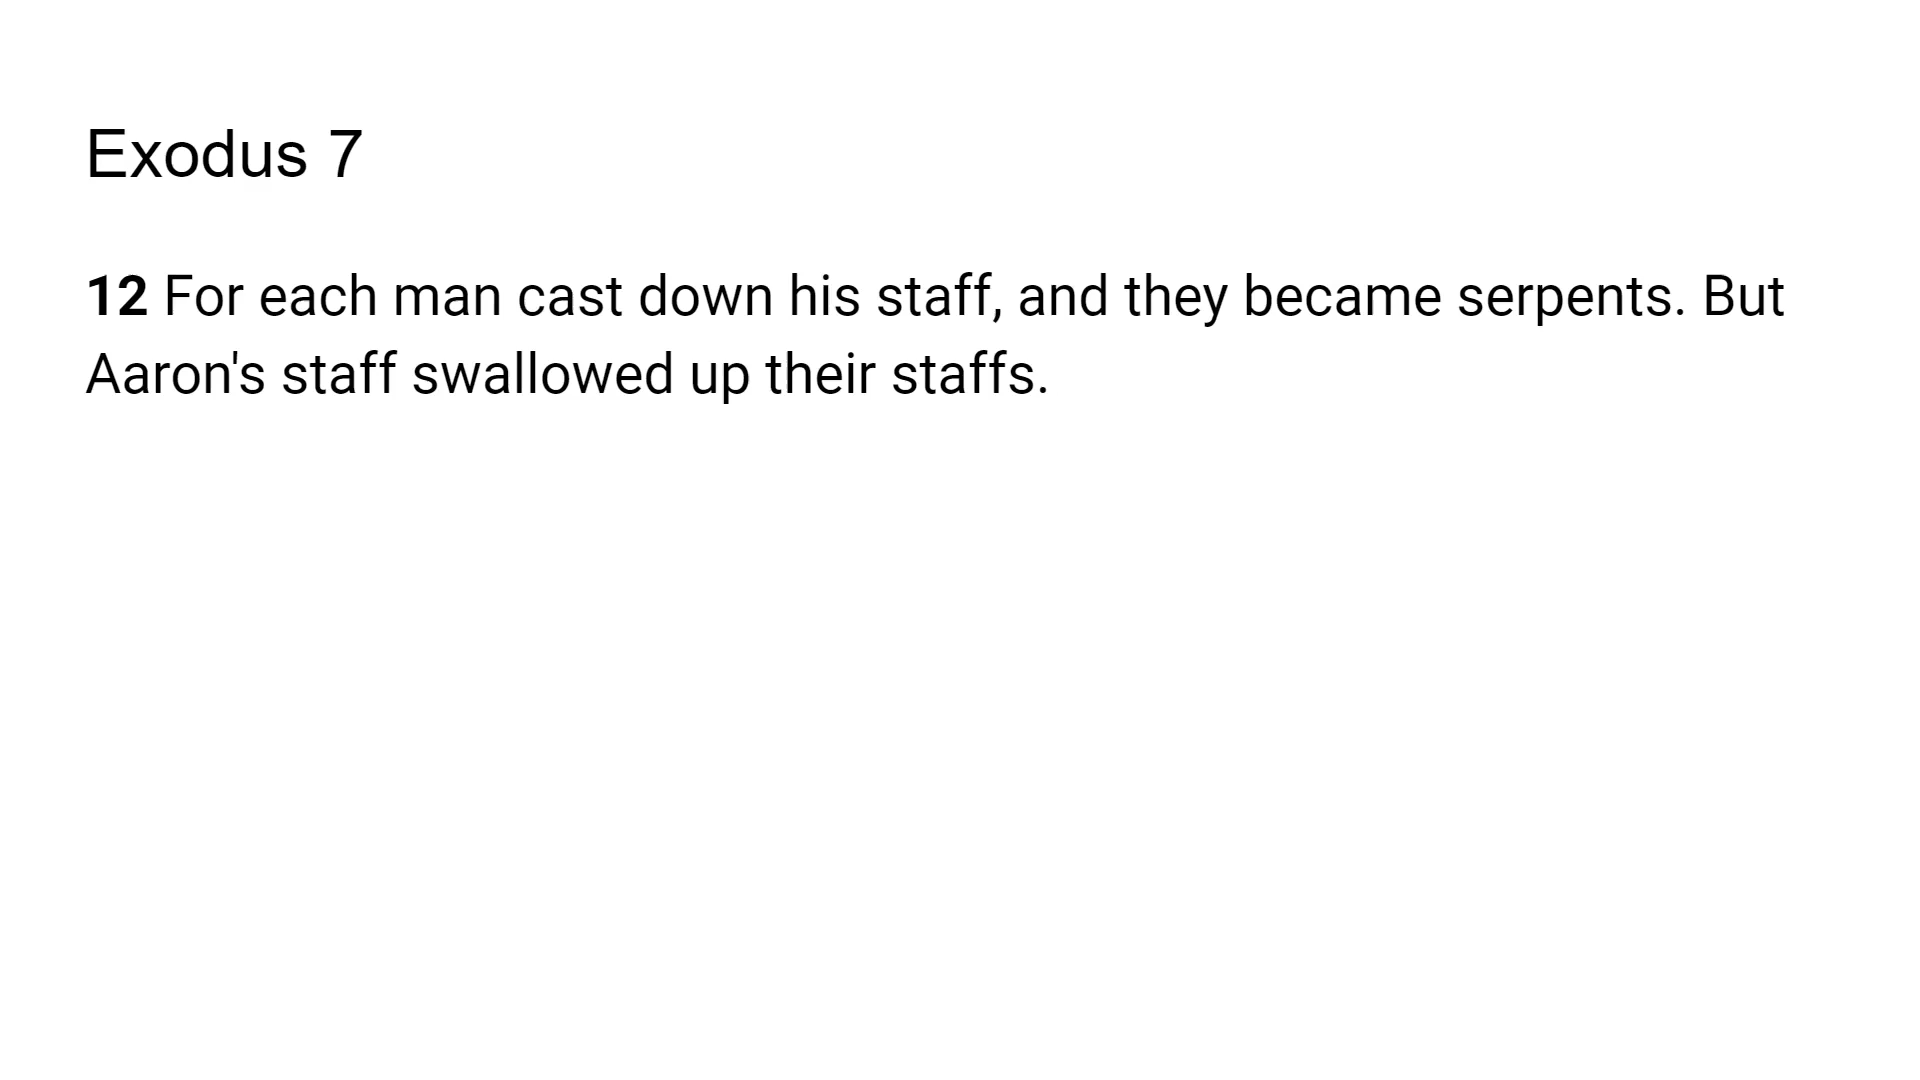 Exodus 7
12 For each man cast down his staff, and they became serpents. But
Aaron's staff swallowed up their staffs.